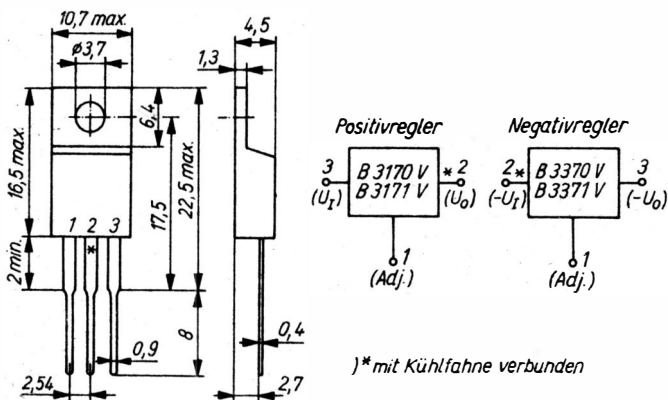 10,7 max.
ø3,7
4,5
1,3
6,4
16,5 max.
17,5
22,5 max.
1 2 3
*
2 min.
8
0,9
2,54
0,4
2,7
Positivregler
3
(U_I)
B 3170 V
B 3171 V
* 2
(U_O)
1
(Adj.)
Negativregler
2 *
(-U_I)
B 3370 V
B 3371 V
3
(-U_O)
1
(Adj.)
)* mit Kühlfahne verbunden